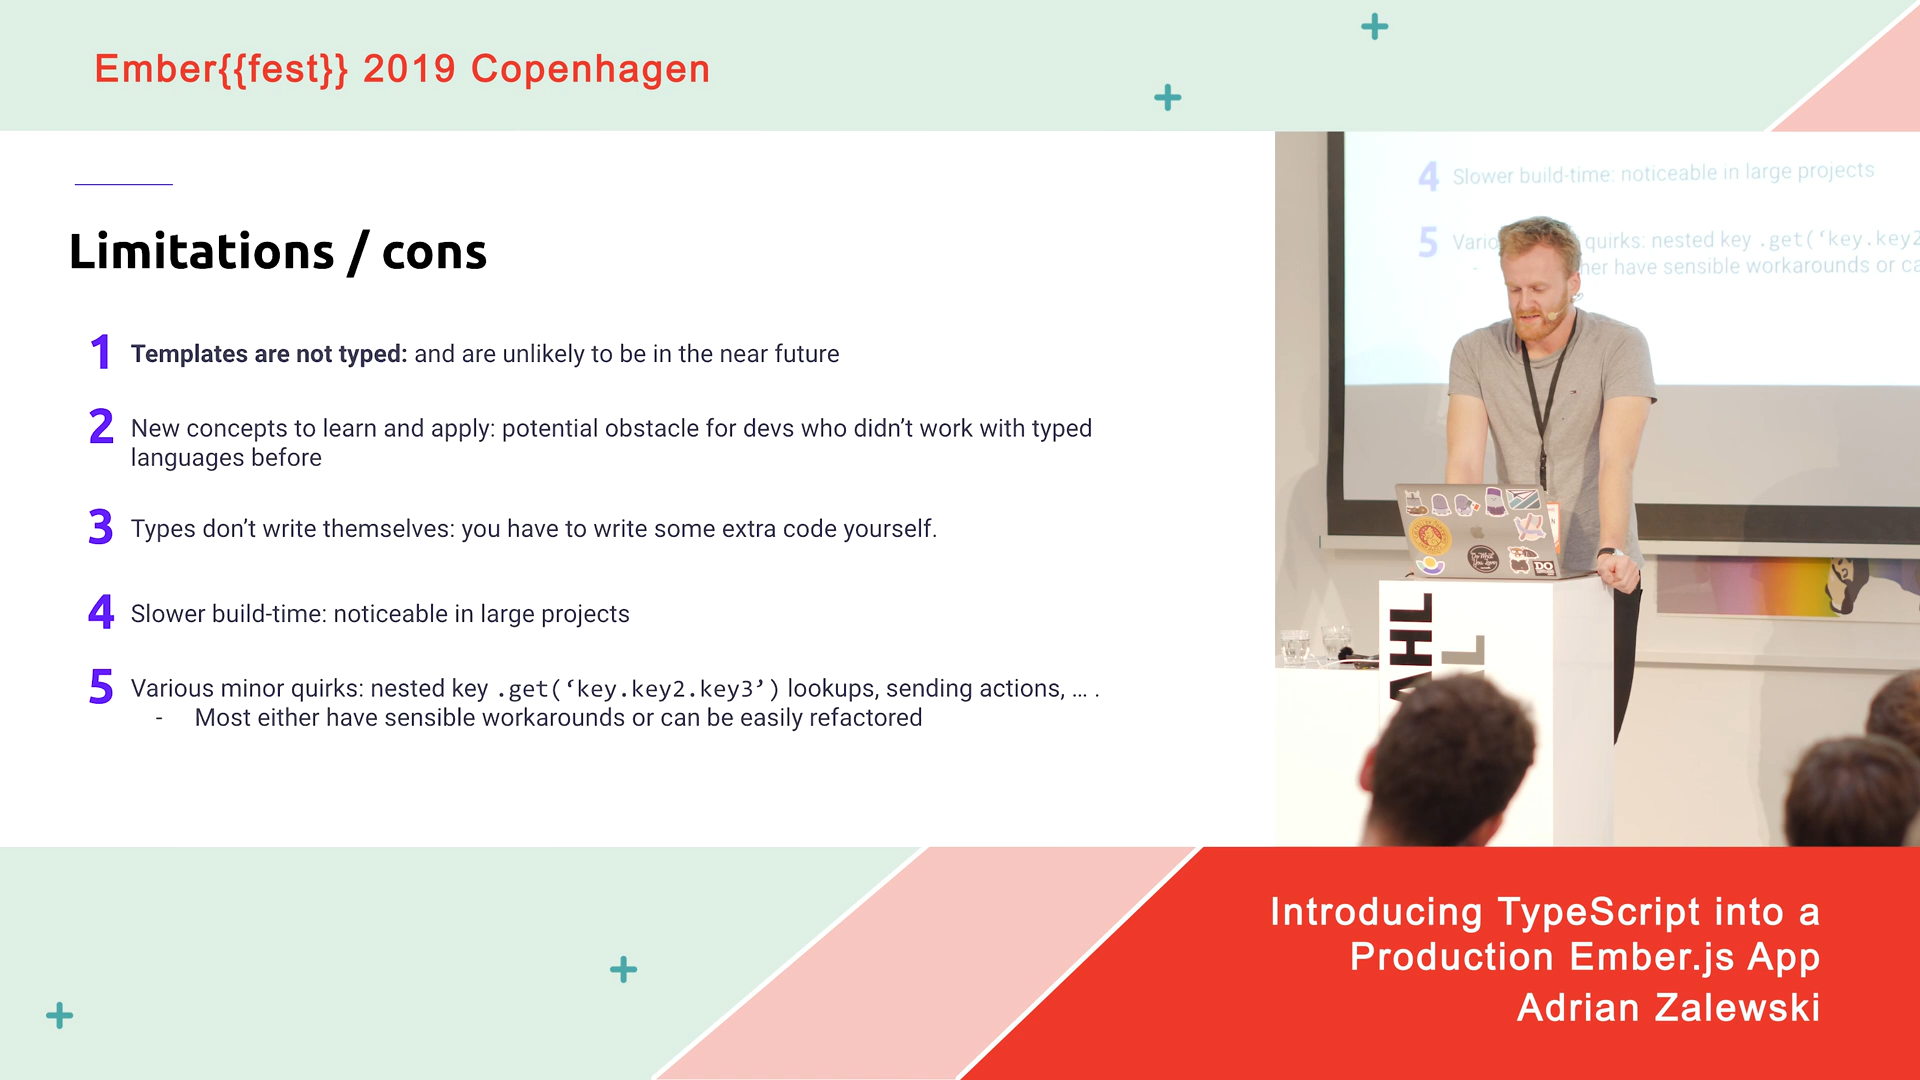 Ember{{fest}} 2019 Copenhagen
Limitations / cons
1 Templates are not typed: and are unlikely to be in the near future
2 New concepts to learn and apply: potential obstacle for devs who didn’t work with typed
languages before
3 Types don’t write themselves: you have to write some extra code yourself.
4 Slower build-time: noticeable in large projects
5 Various minor quirks: nested key .get(‘key.key2.key3’) lookups, sending actions, ... .
- Most either have sensible workarounds or can be easily refactored
4 Slower build-time: noticeable in large projects
5 Vario quirks: nested key .get(‘key.key2
- her have sensible workarounds or ca
DO
AHL
L
Introducing TypeScript into a
Production Ember.js App
Adrian Zalewski